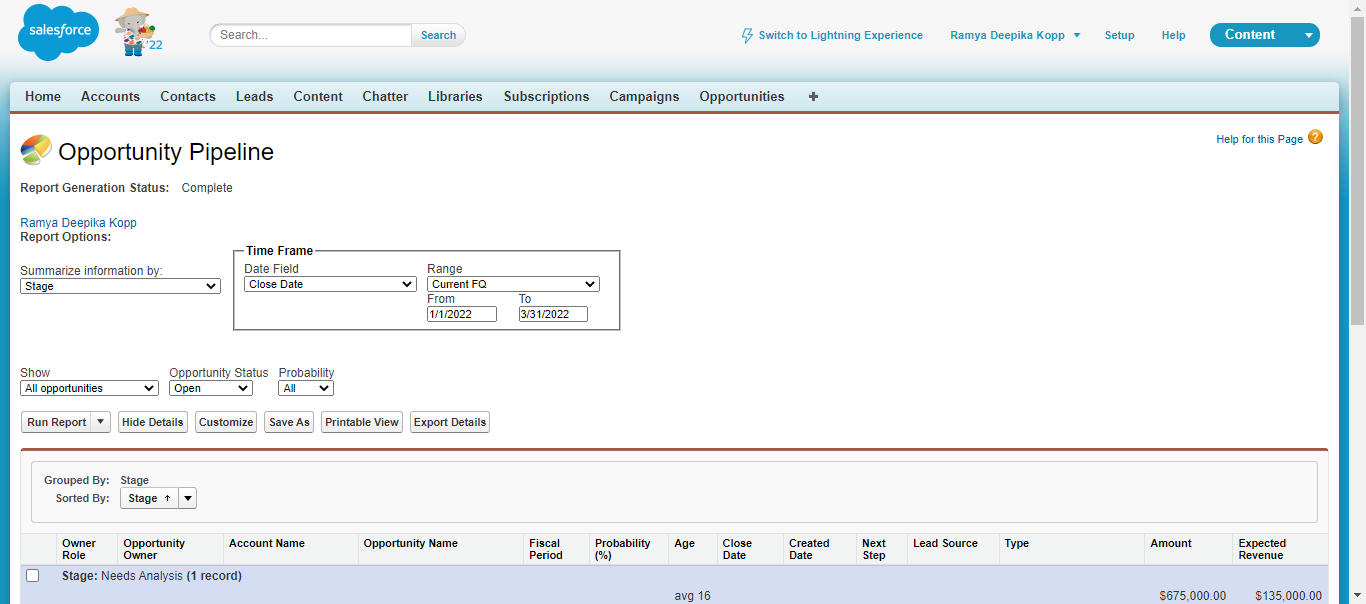 salesforce
'22
Search...
Search
Switch to Lightning Experience
Ramya Deepika Kopp
Setup
Help
Content
Home Accounts Contacts Leads Content Chatter Libraries Subscriptions Campaigns Opportunities +
Opportunity Pipeline
Help for this Page ?
Report Generation Status: Complete
Ramya Deepika Kopp
Report Options:
Summarize information by:
Stage
Time Frame
Date Field
Close Date
Range
Current FQ
From
1/1/2022
To
3/31/2022
Show
All opportunities
Opportunity Status
Open
Probability
All
Run Report Hide Details Customize Save As Printable View Export Details
Grouped By: Stage
Sorted By: Stage ↑
Owner Role
Opportunity Owner
Account Name
Opportunity Name
Fiscal Period
Probability (%)
Age
Close Date
Created Date
Next Step
Lead Source
Type
Amount
Expected Revenue
Stage: Needs Analysis (1 record)
avg 16 $675,000.00 $135,000.00